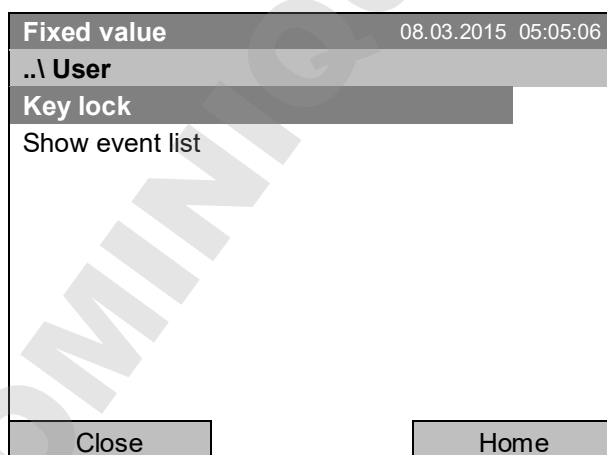 Fixed value 08.03.2015 05:05:06
..\ User
Key lock
Show event list
Close Home